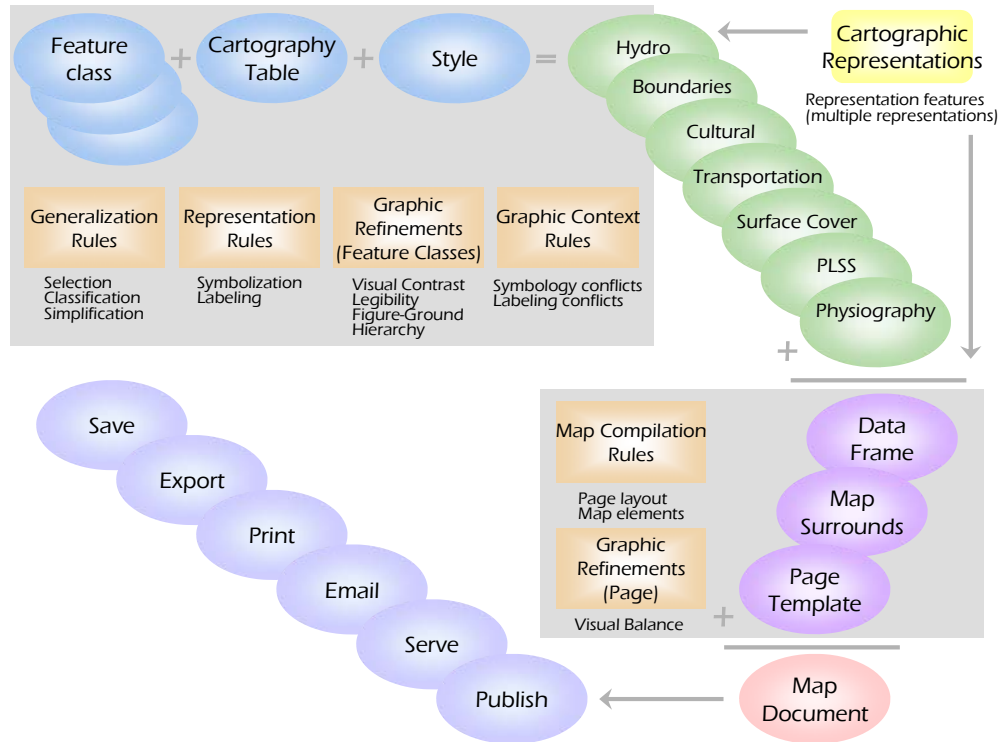 Feature
class
+
Cartography
Table
+
Style
=
Hydro
Boundaries
Cultural
Transportation
Surface Cover
PLSS
Physiography
+
Cartographic
Representations
Representation features
(multiple representations)
Generalization
Rules
Selection
Classification
Simplification
Representation
Rules
Symbolization
Labeling
Graphic
Refinements
(Feature Classes)
Visual Contrast
Legibility
Figure-Ground
Hierarchy
Graphic Context
Rules
Symbology conflicts
Labeling conflicts
Map Compilation
Rules
Page layout
Map elements
Graphic
Refinements
(Page)
Visual Balance
Data
Frame
Map
Surrounds
Page
Template
+
Map
Document
Save
Export
Print
Email
Serve
Publish